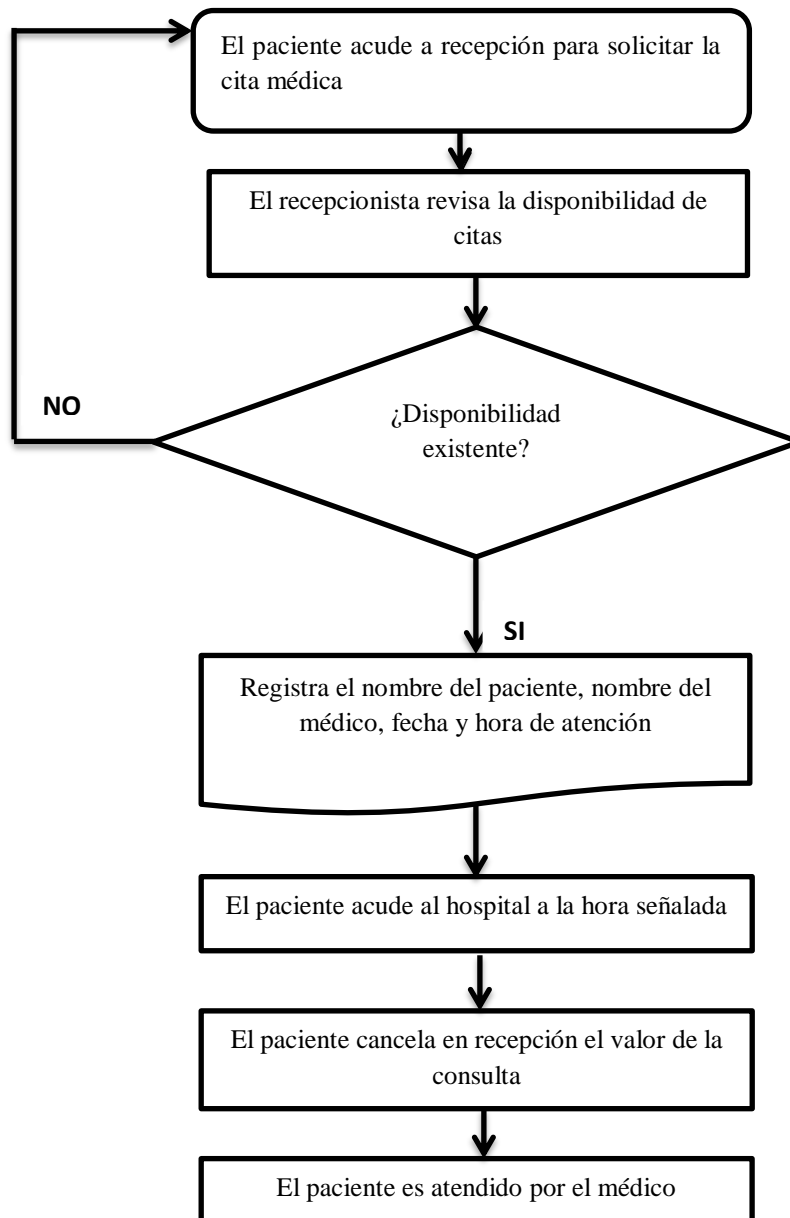 El paciente acude a recepción para solicitar la
cita médica
El recepcionista revisa la disponibilidad de
citas
NO
¿Disponibilidad
existente?
SI
Registra el nombre del paciente, nombre del
médico, fecha y hora de atención
El paciente acude al hospital a la hora señalada
El paciente cancela en recepción el valor de la
consulta
El paciente es atendido por el médico